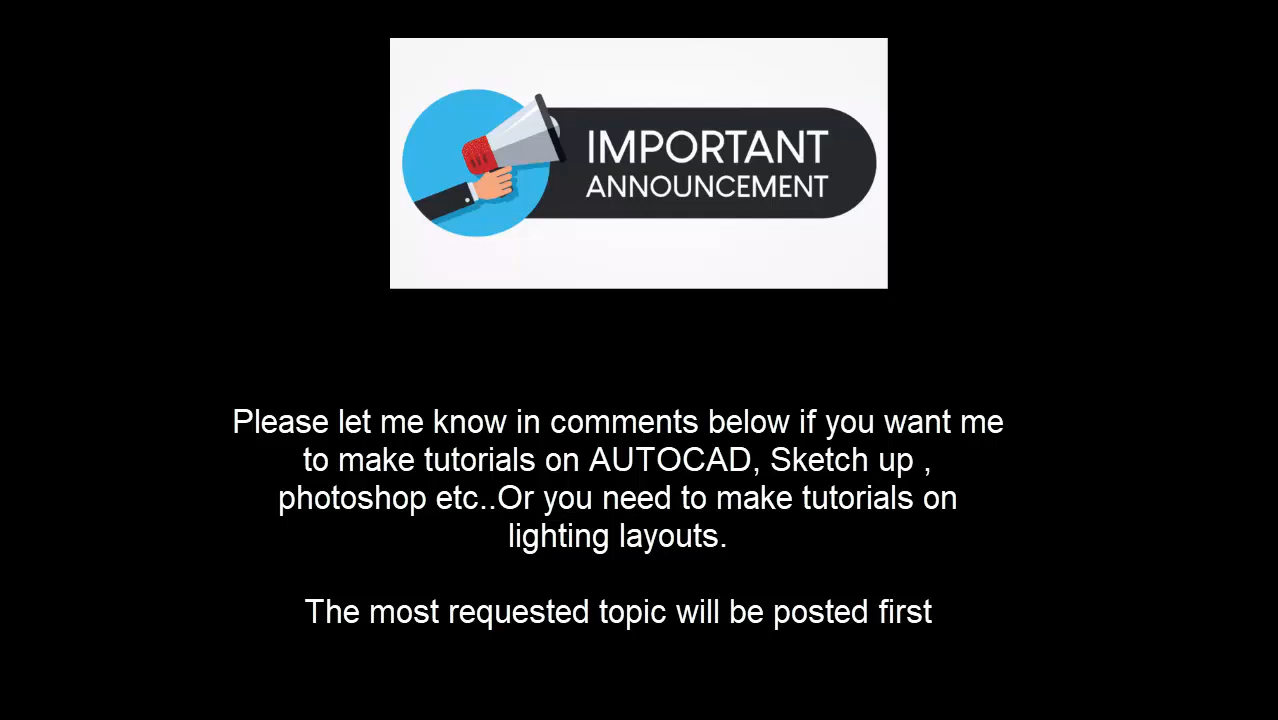 IMPORTANT
ANNOUNCEMENT
Please let me know in comments below if you want me
to make tutorials on AUTOCAD, Sketch up ,
photoshop etc..Or you need to make tutorials on
lighting layouts.
The most requested topic will be posted first